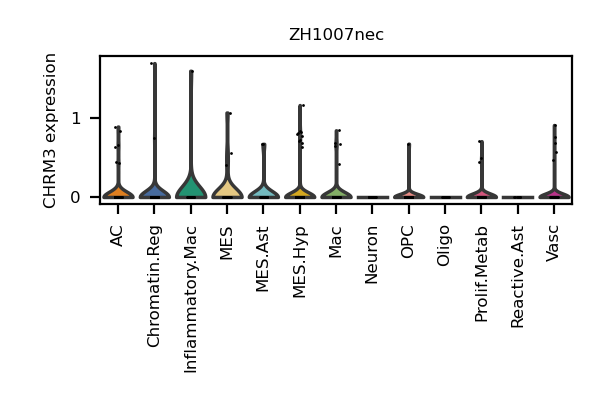 ZH1007nec
CHRM3 expression
1
0
AC
Chromatin.Reg
Inflammatory.Mac
MES
MES.Ast
MES.Hyp
Mac
Neuron
OPC
Oligo
Prolif.Metab
Reactive.Ast
Vasc